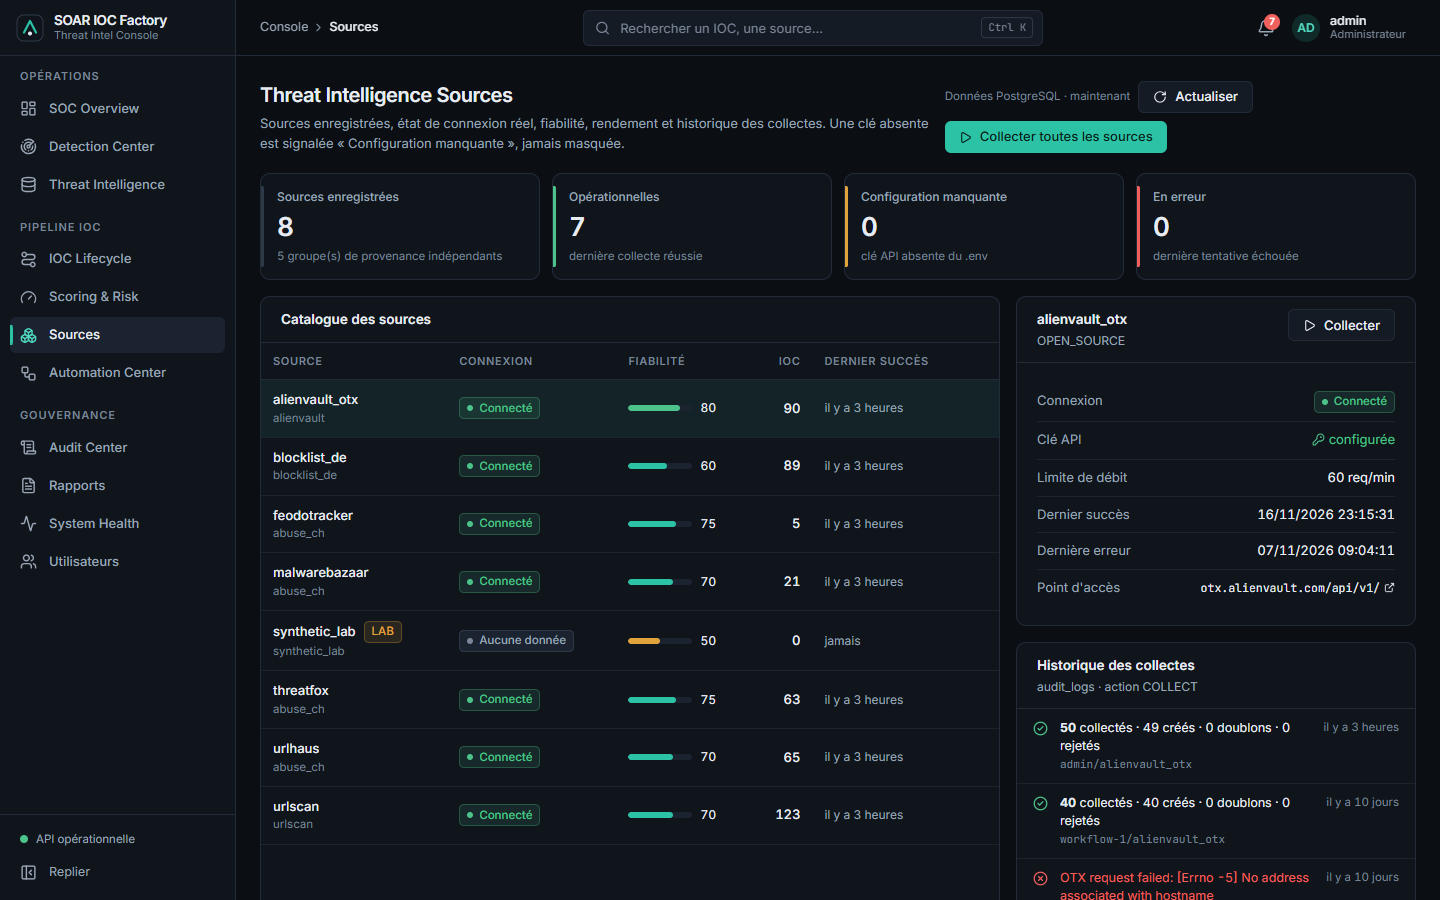 SOAR IOC Factory
Threat Intel Console
OPÉRATIONS
SOC Overview
Detection Center
Threat Intelligence
PIPELINE IOC
IOC Lifecycle
Scoring & Risk
Sources
Automation Center
GOUVERNANCE
Audit Center
Rapports
System Health
Utilisateurs
API opérationnelle
Replier
Console > Sources
Rechercher un IOC, une source...
Ctrl K
7
AD
admin
Administrateur
Threat Intelligence Sources
Sources enregistrées, état de connexion réel, fiabilité, rendement et historique des collectes. Une clé absente
est signalée « Configuration manquante », jamais masquée.
Données PostgreSQL · maintenant
Actualiser
Collecter toutes les sources
Sources enregistrées
8
5 groupe(s) de provenance indépendants
Opérationnelles
7
dernière collecte réussie
Configuration manquante
0
clé API absente du .env
En erreur
0
dernière tentative échouée
Catalogue des sources
SOURCE CONNEXION FIABILITÉ IOC DERNIER SUCCÈS
alienvault_otx
alienvault
Connecté 80 90 il y a 3 heures
blocklist_de
blocklist_de
Connecté 60 89 il y a 3 heures
feodotracker
abuse_ch
Connecté 75 5 il y a 3 heures
malwarebazaar
abuse_ch
Connecté 70 21 il y a 3 heures
synthetic_lab LAB
synthetic_lab
Aucune donnée 50 0 jamais
threatfox
abuse_ch
Connecté 75 63 il y a 3 heures
urlhaus
abuse_ch
Connecté 70 65 il y a 3 heures
urlscan
urlscan
Connecté 70 123 il y a 3 heures
alienvault_otx
OPEN_SOURCE
Collecter
Connexion Connecté
Clé API configurée
Limite de débit 60 req/min
Dernier succès 16/11/2026 23:15:31
Dernière erreur 07/11/2026 09:04:11
Point d'accès otx.alienvault.com/api/v1/
Historique des collectes
audit_logs · action COLLECT
50 collectés · 49 créés · 0 doublons · 0
rejetés
il y a 3 heures
admin/alienvault_otx
40 collectés · 40 créés · 0 doublons · 0
rejetés
il y a 10 jours
workflow-1/alienvault_otx
OTX request failed: [Errno -5] No address
associated with hostname
il y a 10 jours